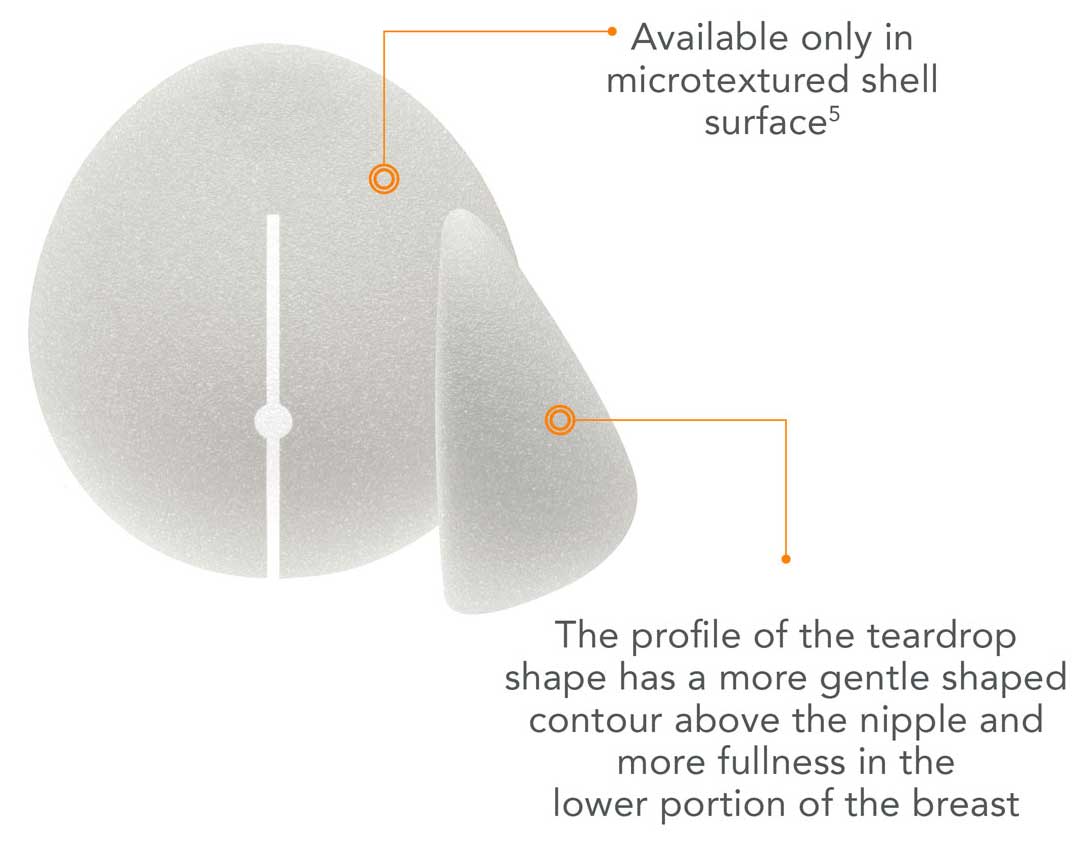 Available only in
microtextured shell
surface⁵
The profile of the teardrop
shape has a more gentle shaped
contour above the nipple and
more fullness in the
lower portion of the breast